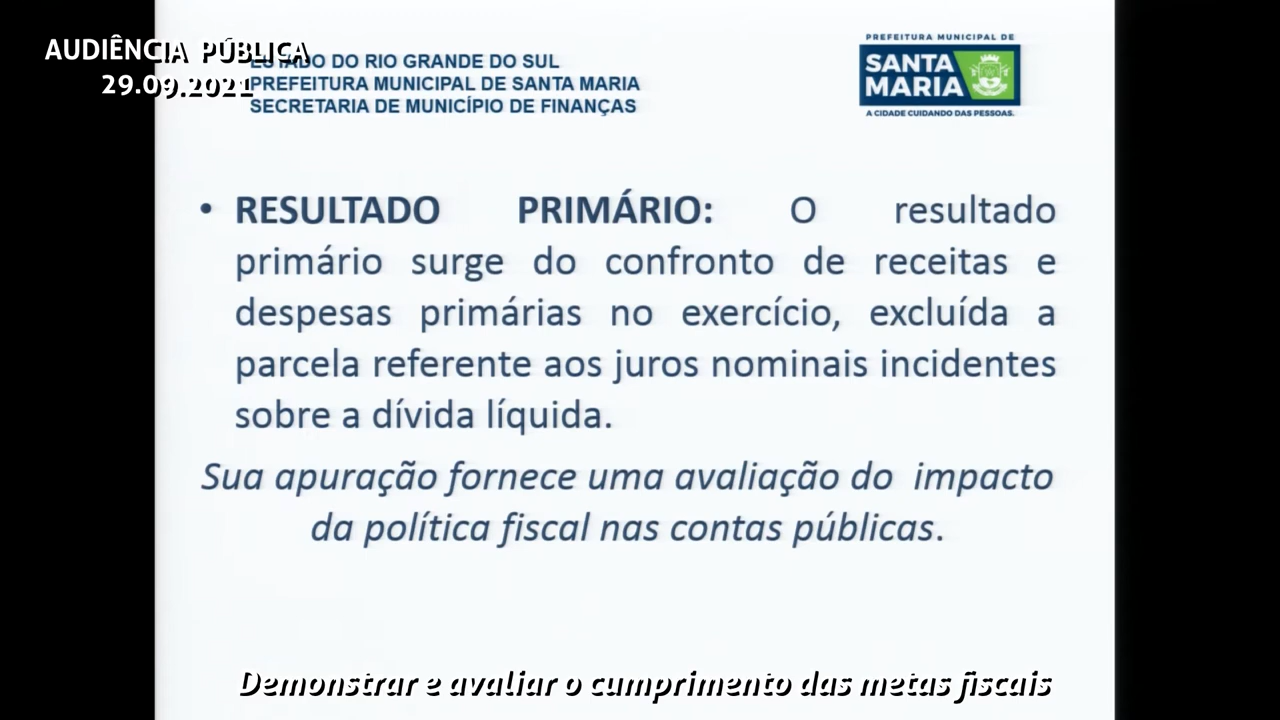 AUDIÊNCIA PÚBLICA
29.09.2021
ESTADO DO RIO GRANDE DO SUL
PREFEITURA MUNICIPAL DE SANTA MARIA
SECRETARIA DE MUNICÍPIO DE FINANÇAS
PREFEITURA MUNICIPAL DE
SANTA
MARIA
A CIDADE CUIDANDO DAS PESSOAS.
• RESULTADO PRIMÁRIO: O resultado
primário surge do confronto de receitas e
despesas primárias no exercício, excluída a
parcela referente aos juros nominais incidentes
sobre a dívida líquida.
Sua apuração fornece uma avaliação do impacto
da política fiscal nas contas públicas.
Demonstrar e avaliar o cumprimento das metas fiscais